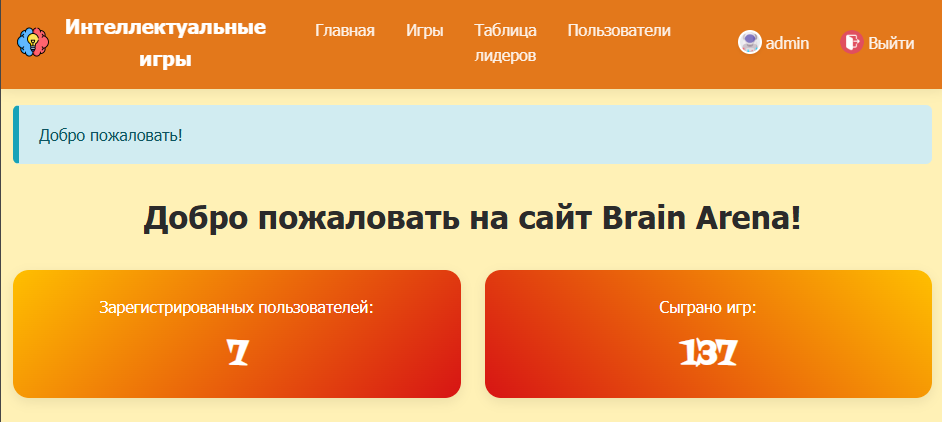 Интеллектуальные
игры
Главная
Игры
Таблица
лидеров
Пользователи
admin
Выйти
Добро пожаловать!
Добро пожаловать на сайт Brain Arena!
Зарегистрированных пользователей:
7
Сыграно игр:
137